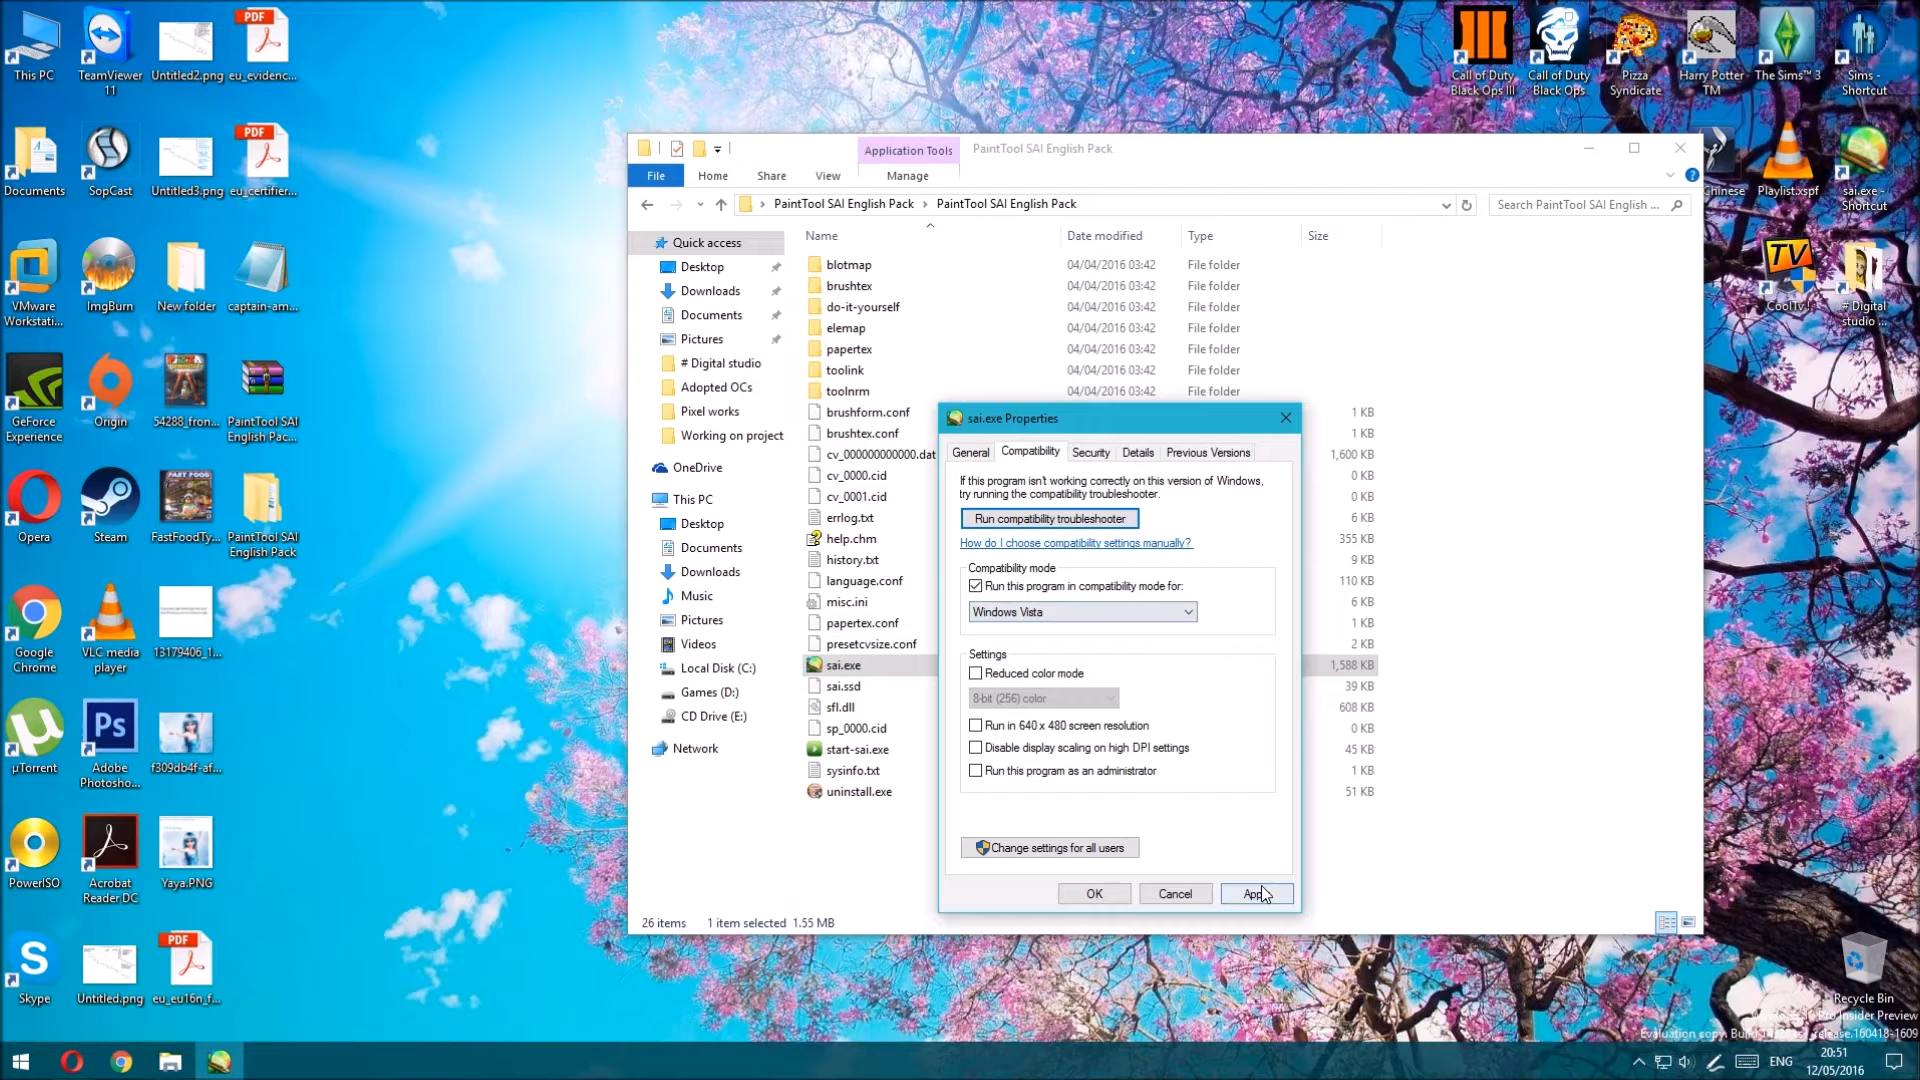 This PC
TeamViewer
11
Untitled2.png
eu_evidenc...
Documents
SopCast
Untitled3.png
eu_certifier...
VMware
Workstati...
ImgBurn
New folder
captain-am...
GeForce
Experience
Origin
54288_fron...
PaintTool SAI
English Pac...
Opera
Steam
FastFoodTy...
PaintTool SAI
English Pack
Google
Chrome
VLC media
player
13179406_1...
µTorrent
Adobe
Photosho...
f309db4f-af...
PowerISO
Acrobat
Reader DC
Yaya.PNG
Skype
Untitled.png
eu_eu16n_f...
PDF
PDF
PDF
Ps
Call of Duty
Black Ops III
Call of Duty
Black Ops
Pizza
Syndicate
Harry Potter
TM
The Sims™ 3
Sims -
Shortcut
Chinese
Playlist.xspf
sai.exe -
Shortcut
TV
CoolTv !
# Digital
studio ...
Recycle Bin
Application Tools
PaintTool SAI English Pack
File
Home
Share
View
Manage
PaintTool SAI English Pack › PaintTool SAI English Pack
Search PaintTool SAI English ...
Name
Date modified
Type
Size
Quick access
Desktop
Downloads
Documents
Pictures
# Digital studio
Adopted OCs
Pixel works
Working on project
OneDrive
This PC
Desktop
Documents
Downloads
Music
Pictures
Videos
Local Disk (C:)
Games (D:)
CD Drive (E:)
Network
blotmap 04/04/2016 03:42 File folder
brushtex 04/04/2016 03:42 File folder
do-it-yourself 04/04/2016 03:42 File folder
elemap 04/04/2016 03:42 File folder
papertex 04/04/2016 03:42 File folder
toolink 04/04/2016 03:42 File folder
toolnrm 04/04/2016 03:42 File folder
brushform.conf 1 KB
brushtex.conf 1 KB
cv_000000000000.dat 1,600 KB
cv_0000.cid 0 KB
cv_0001.cid 0 KB
errlog.txt 6 KB
help.chm 355 KB
history.txt 9 KB
language.conf 110 KB
misc.ini 6 KB
papertex.conf 1 KB
presetcvsize.conf 2 KB
sai.exe 1,588 KB
sai.ssd 39 KB
sfl.dll 608 KB
sp_0000.cid 0 KB
start-sai.exe 45 KB
sysinfo.txt 1 KB
uninstall.exe 51 KB
26 items 1 item selected 1.55 MB
sai.exe Properties
General
Compatibility
Security
Details
Previous Versions
If this program isn't working correctly on this version of Windows,
try running the compatibility troubleshooter.
Run compatibility troubleshooter
How do I choose compatibility settings manually?
Compatibility mode
Run this program in compatibility mode for:
Windows Vista
Settings
Reduced color mode
8-bit (256) color
Run in 640 x 480 screen resolution
Disable display scaling on high DPI settings
Run this program as an administrator
Change settings for all users
OK
Cancel
Pro Insider Preview
Evaluation copy. Build
release.160418-1609
ENG
20:51
12/05/2016